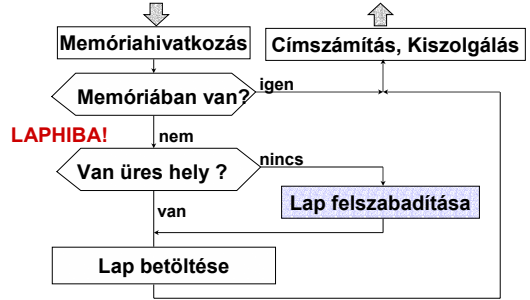 Memóriahivatkozás
Címszámítás, Kiszolgálás
Memóriában van?
igen
LAPHIBA!
nem
Van üres hely ?
nincs
Lap felszabadítása
van
Lap betöltése